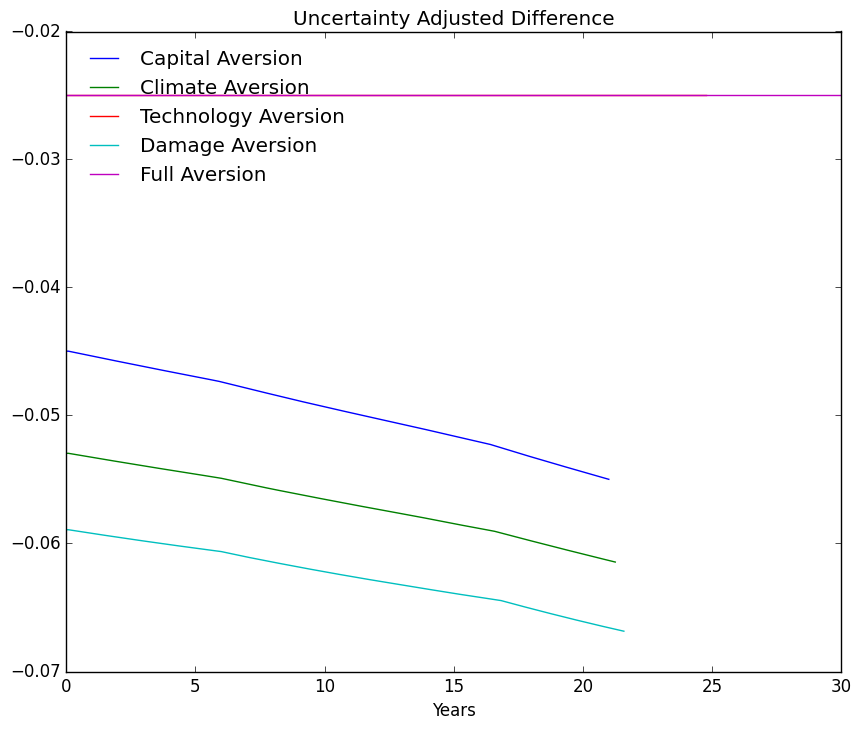 Uncertainty Adjusted Difference
−0.02
Capital Aversion
Climate Aversion
Technology Aversion
Damage Aversion
Full Aversion
−0.03
−0.04
−0.05
−0.06
−0.07
0 5 10 15 20 25 30
Years